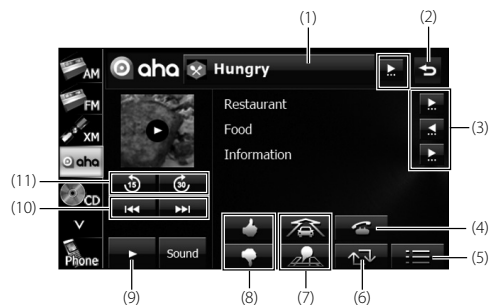 (1)
(2)
AM
aha
Hungry
FM
Restaurant
XM
Food
(3)
Information
aha
(11)
15
30
CD
(10)
(4)
Phone
Sound
(5)
(9)
(8)
(7)
(6)